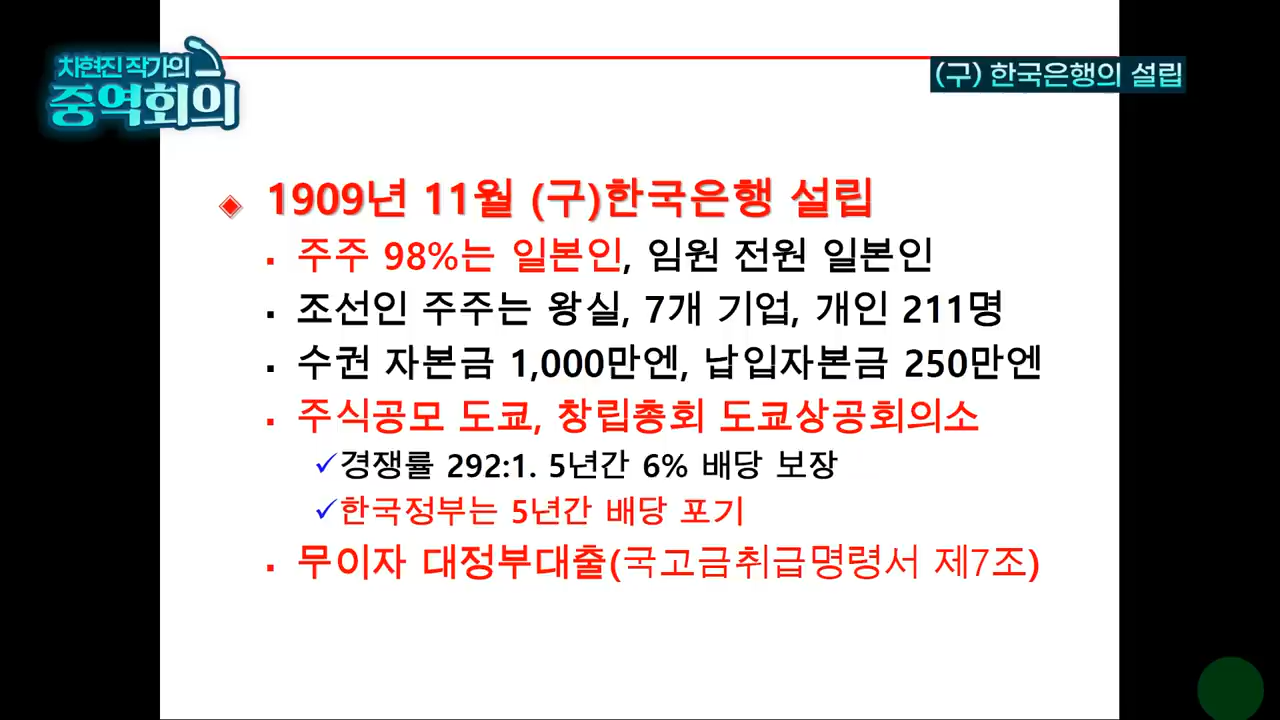 차현진 작가의
중역회의
(구) 한국은행의 설립
1909년 11월 (구)한국은행 설립
주주 98%는 일본인, 임원 전원 일본인
조선인 주주는 왕실, 7개 기업, 개인 211명
수권 자본금 1,000만엔, 납입자본금 250만엔
주식공모 도쿄, 창립총회 도쿄상공회의소
경쟁률 292:1. 5년간 6% 배당 보장
한국정부는 5년간 배당 포기
무이자 대정부대출(국고금취급명령서 제7조)